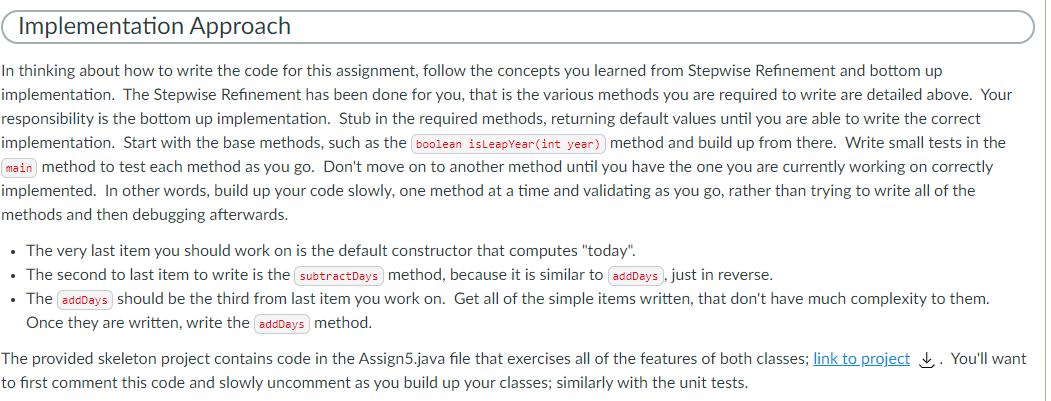 Implementation Approach
In thinking about how to write the code for this assignment, follow the concepts you learned from Stepwise Refinement and bottom up
implementation.  The Stepwise Refinement has been done for you, that is the various methods you are required to write are detailed above.  Your
responsibility is the bottom up implementation.  Stub in the required methods, returning default values until you are able to write the correct
implementation.  Start with the base methods, such as the boolean isLeapYear(int year) method and build up from there.  Write small tests in the
main method to test each method as you go.  Don't move on to another method until you have the one you are currently working on correctly
implemented.  In other words, build up your code slowly, one method at a time and validating as you go, rather than trying to write all of the
methods and then debugging afterwards.
• The very last item you should work on is the default constructor that computes "today".
• The second to last item to write is the subtractDays method, because it is similar to addDays, just in reverse.
• The addDays should be the third from last item you work on.  Get all of the simple items written, that don't have much complexity to them.
Once they are written, write the addDays method.
The provided skeleton project contains code in the Assign5.java file that exercises all of the features of both classes; link to project .  You'll want
to first comment this code and slowly uncomment as you build up your classes; similarly with the unit tests.